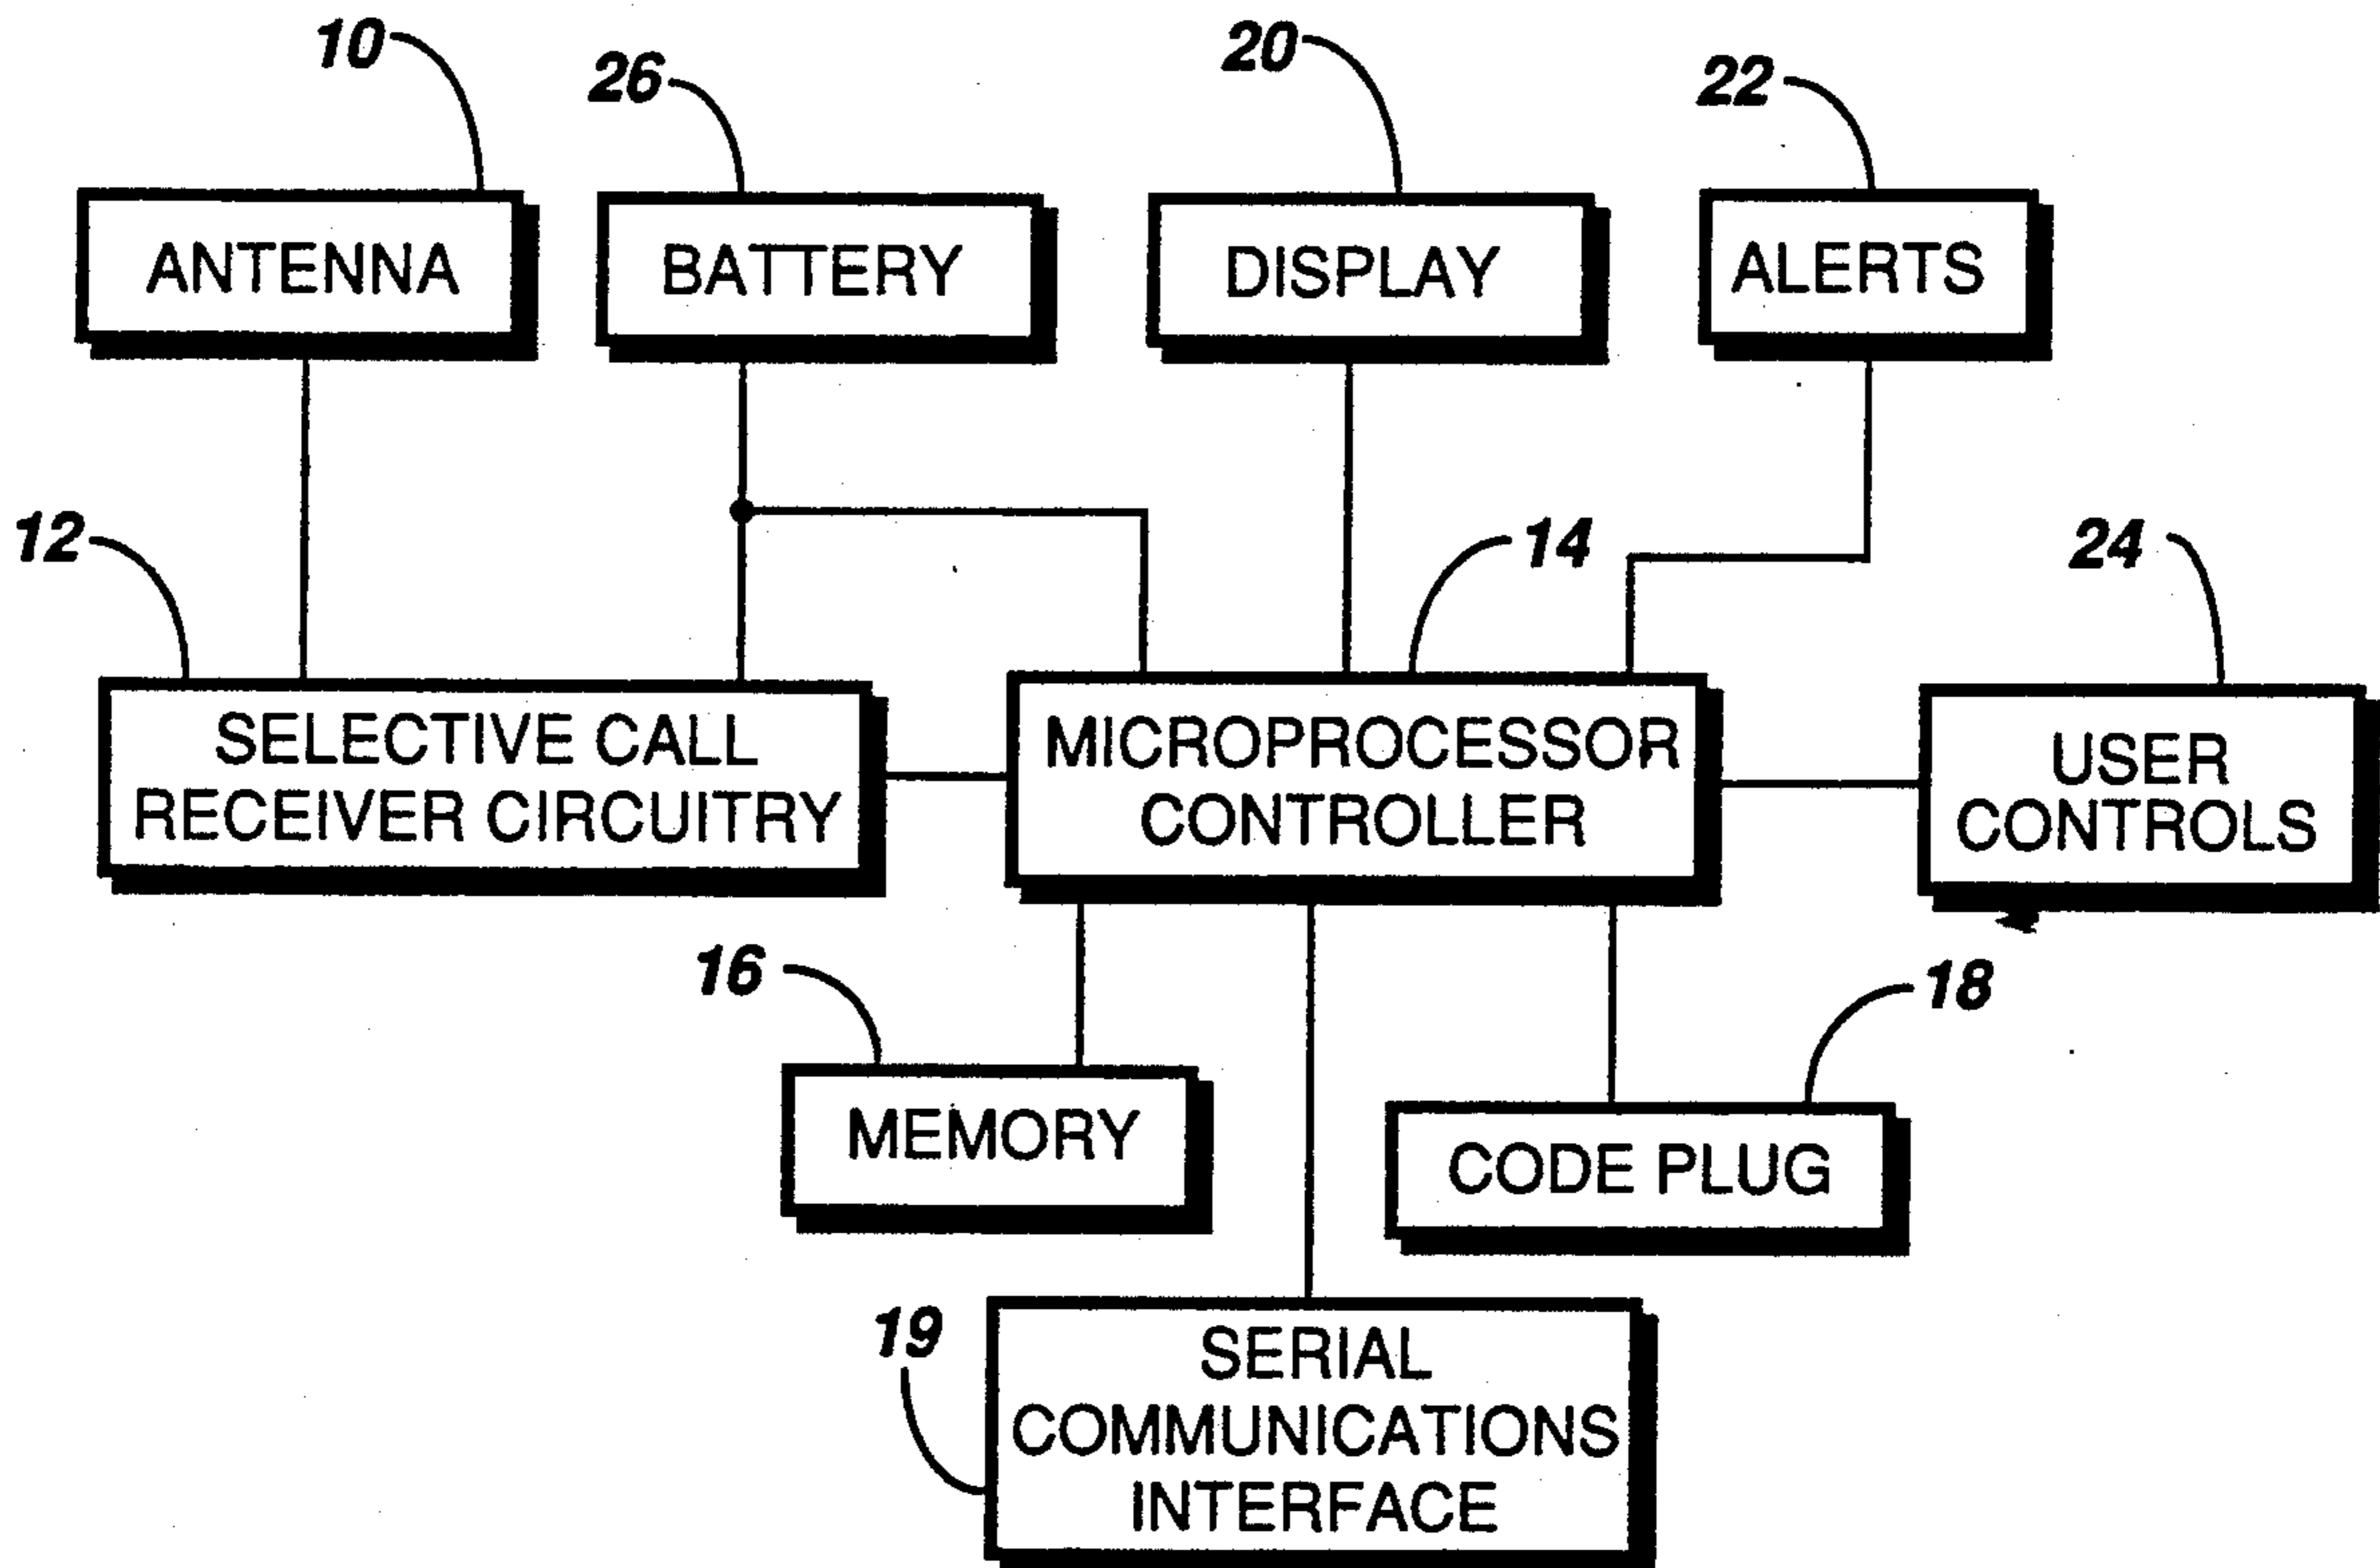 10
26
20
22
ANTENNA
BATTERY
DISPLAY
ALERTS
12
14
24
SELECTIVE CALL
RECEIVER CIRCUITRY
MICROPROCESSOR
CONTROLLER
USER
CONTROLS
16
18
MEMORY
CODE PLUG
19
SERIAL
COMMUNICATIONS
INTERFACE